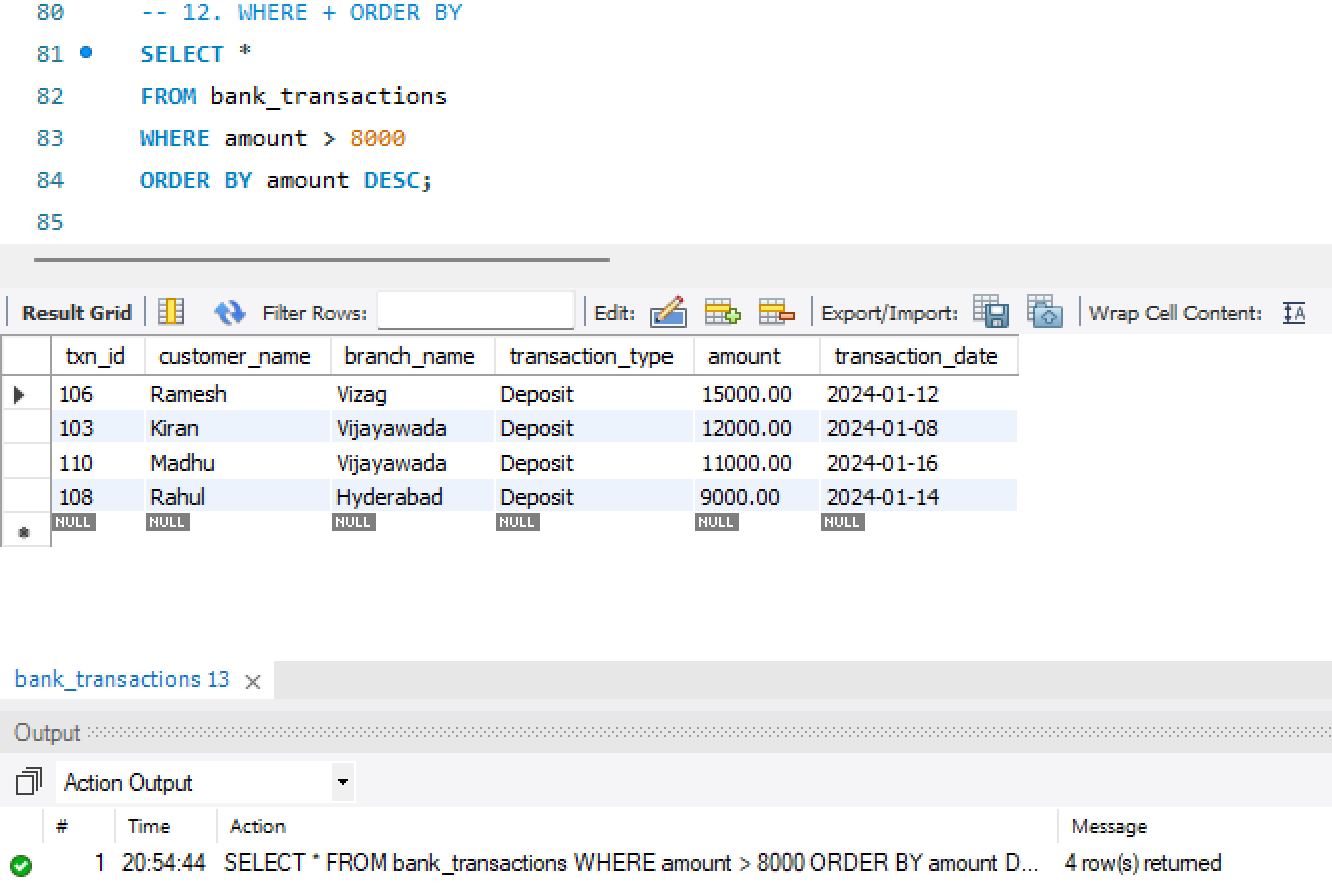 80 -- 12. WHERE + ORDER BY
81 SELECT *
82 FROM bank_transactions
83 WHERE amount > 8000
84 ORDER BY amount DESC;
85
Result Grid Filter Rows: Edit: Export/Import: Wrap Cell Content:
txn_id customer_name branch_name transaction_type amount transaction_date
106 Ramesh Vizag Deposit 15000.00 2024-01-12
103 Kiran Vijayawada Deposit 12000.00 2024-01-08
110 Madhu Vijayawada Deposit 11000.00 2024-01-16
108 Rahul Hyderabad Deposit 9000.00 2024-01-14
NULL NULL NULL NULL NULL NULL
bank_transactions 13
Output
Action Output
# Time Action Message
1 20:54:44 SELECT * FROM bank_transactions WHERE amount > 8000 ORDER BY amount D... 4 row(s) returned